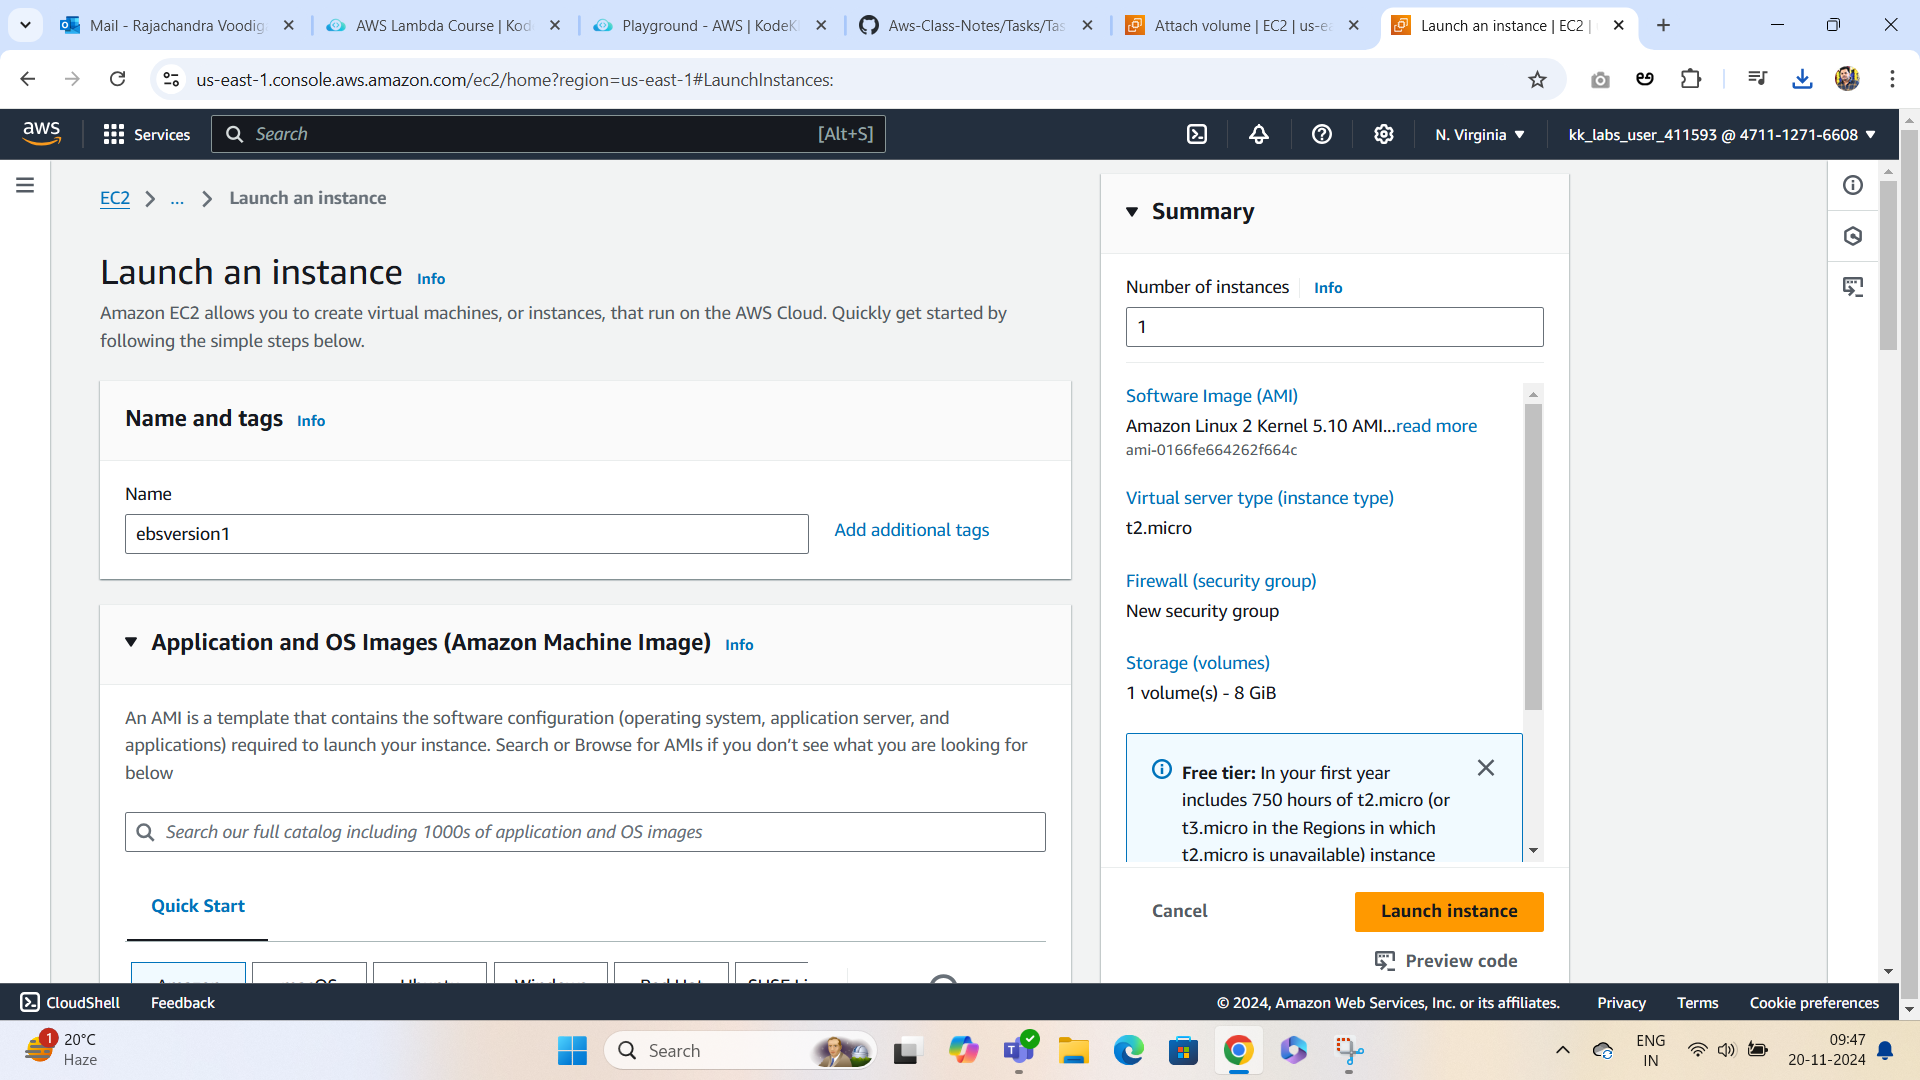 Mail - Rajachandra Voodig
AWS Lambda Course | Kod
Playground - AWS | KodeK
Aws-Class-Notes/Tasks/Tas
Attach volume | EC2 | us-ea
Launch an instance | EC2 |
us-east-1.console.aws.amazon.com/ec2/home?region=us-east-1#LaunchInstances:
aws
Services
Search
[Alt+S]
N. Virginia
kk_labs_user_411593 @ 4711-1271-6608
EC2
...
Launch an instance
Launch an instance Info
Amazon EC2 allows you to create virtual machines, or instances, that run on the AWS Cloud. Quickly get started by
following the simple steps below.
Name and tags Info
Name
ebsversion1
Add additional tags
Application and OS Images (Amazon Machine Image) Info
An AMI is a template that contains the software configuration (operating system, application server, and
applications) required to launch your instance. Search or Browse for AMIs if you don’t see what you are looking for
below
Search our full catalog including 1000s of application and OS images
Quick Start
Amazon
macOS
Ubuntu
Windows
Red Hat
SUSE Li
Summary
Number of instances Info
1
Software Image (AMI)
Amazon Linux 2 Kernel 5.10 AMI...read more
ami-0166fe664262f664c
Virtual server type (instance type)
t2.micro
Firewall (security group)
New security group
Storage (volumes)
1 volume(s) - 8 GiB
Free tier: In your first year
includes 750 hours of t2.micro (or
t3.micro in the Regions in which
t2.micro is unavailable) instance
Cancel
Launch instance
Preview code
CloudShell
Feedback
© 2024, Amazon Web Services, Inc. or its affiliates.
Privacy
Terms
Cookie preferences
1
20°C
Haze
Search
ENG
IN
09:47
20-11-2024